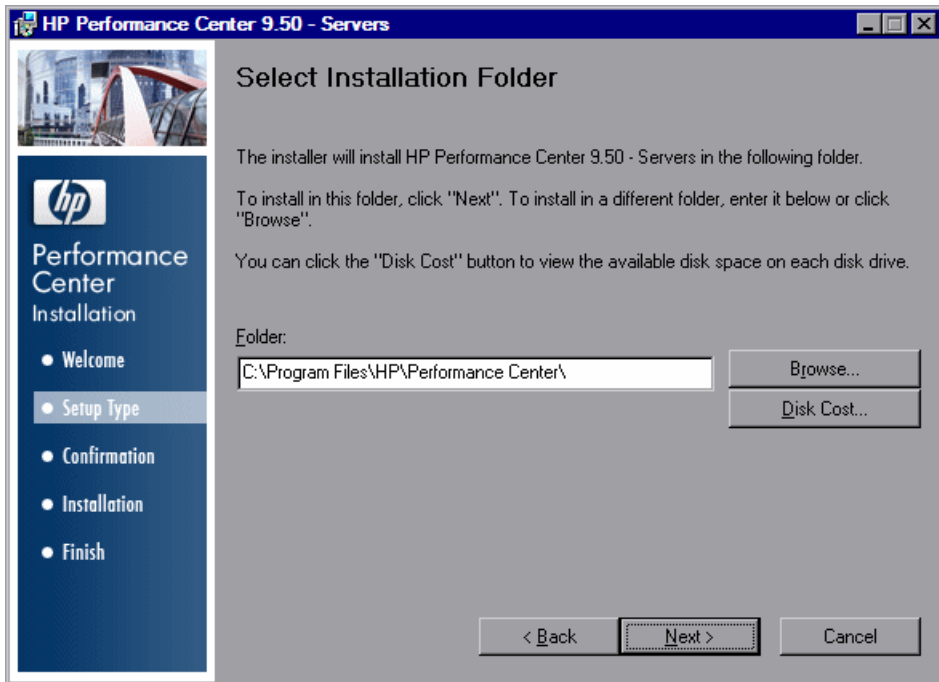 HP Performance Center 9.50 - Servers
Select Installation Folder
The installer will install HP Performance Center 9.50 - Servers in the following folder.
To install in this folder, click "Next". To install in a different folder, enter it below or click
"Browse".
You can click the "Disk Cost" button to view the available disk space on each disk drive.
hp
Performance
Center
Installation
Welcome
Setup Type
Confirmation
Installation
Finish
Folder:
C:\Program Files\HP\Performance Center\
Browse...
Disk Cost...
< Back
Next >
Cancel